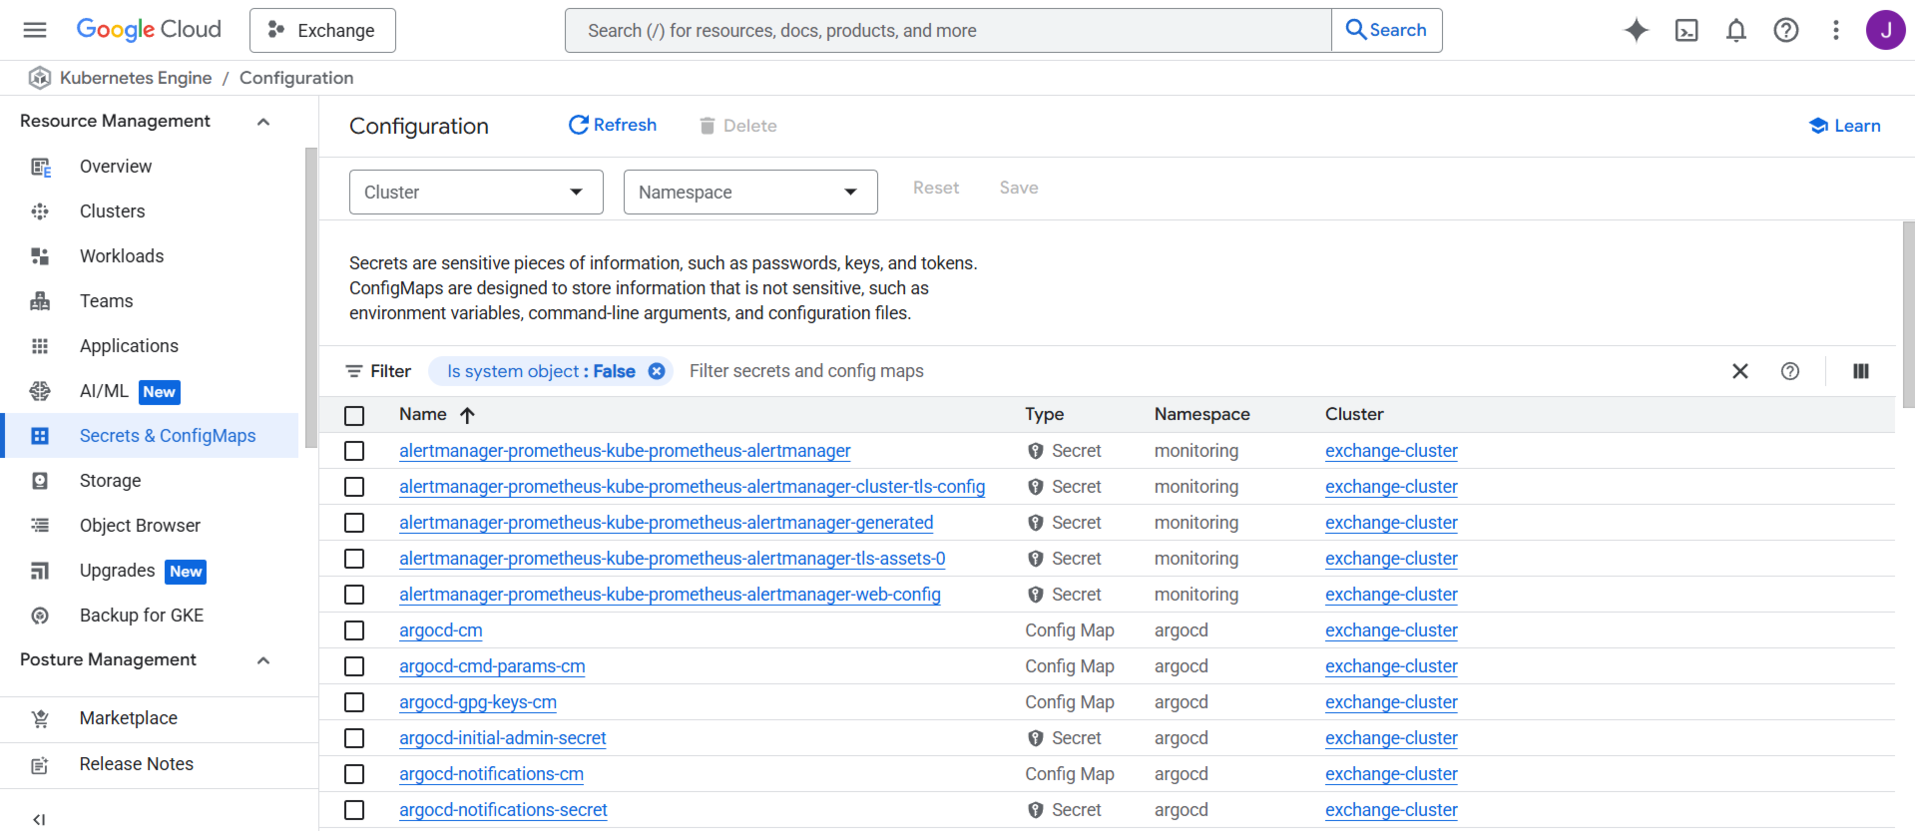 Google Cloud
Exchange
Search (/) for resources, docs, products, and more
Search
J
Kubernetes Engine / Configuration
Resource Management
Overview
Clusters
Workloads
Teams
Applications
AI/ML New
Secrets & ConfigMaps
Storage
Object Browser
Upgrades New
Backup for GKE
Posture Management
Marketplace
Release Notes
Configuration
Refresh
Delete
Learn
Cluster
Namespace
Reset
Save
Secrets are sensitive pieces of information, such as passwords, keys, and tokens.
ConfigMaps are designed to store information that is not sensitive, such as
environment variables, command-line arguments, and configuration files.
Filter Is system object : False Filter secrets and config maps
Name Type Namespace Cluster
alertmanager-prometheus-kube-prometheus-alertmanager Secret monitoring exchange-cluster
alertmanager-prometheus-kube-prometheus-alertmanager-cluster-tls-config Secret monitoring exchange-cluster
alertmanager-prometheus-kube-prometheus-alertmanager-generated Secret monitoring exchange-cluster
alertmanager-prometheus-kube-prometheus-alertmanager-tls-assets-0 Secret monitoring exchange-cluster
alertmanager-prometheus-kube-prometheus-alertmanager-web-config Secret monitoring exchange-cluster
argocd-cm Config Map argocd exchange-cluster
argocd-cmd-params-cm Config Map argocd exchange-cluster
argocd-gpg-keys-cm Config Map argocd exchange-cluster
argocd-initial-admin-secret Secret argocd exchange-cluster
argocd-notifications-cm Config Map argocd exchange-cluster
argocd-notifications-secret Secret argocd exchange-cluster